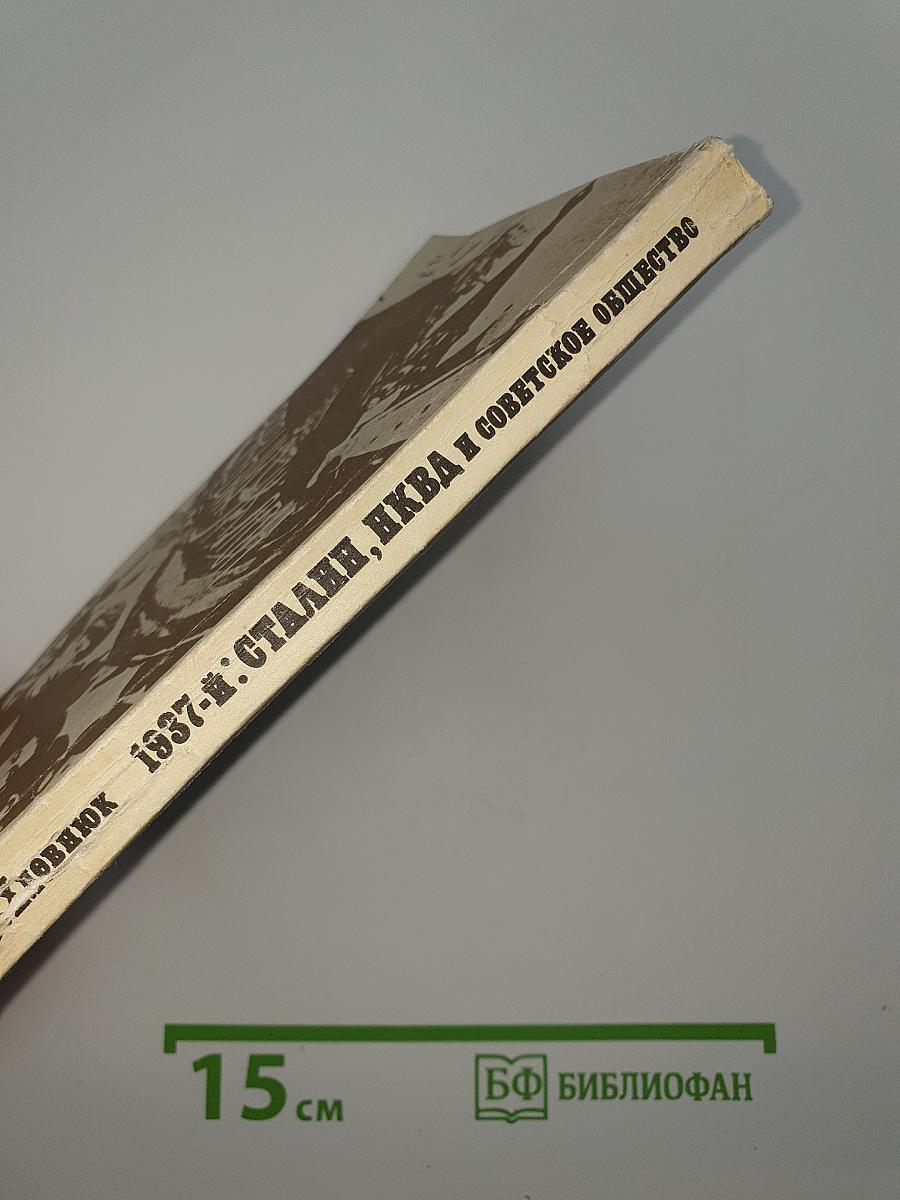 1937-й: СТАЛИН, НКВД И СОВЕТСКОЕ ОБЩЕСТВО
15 см
БФ БИБЛИОФАН